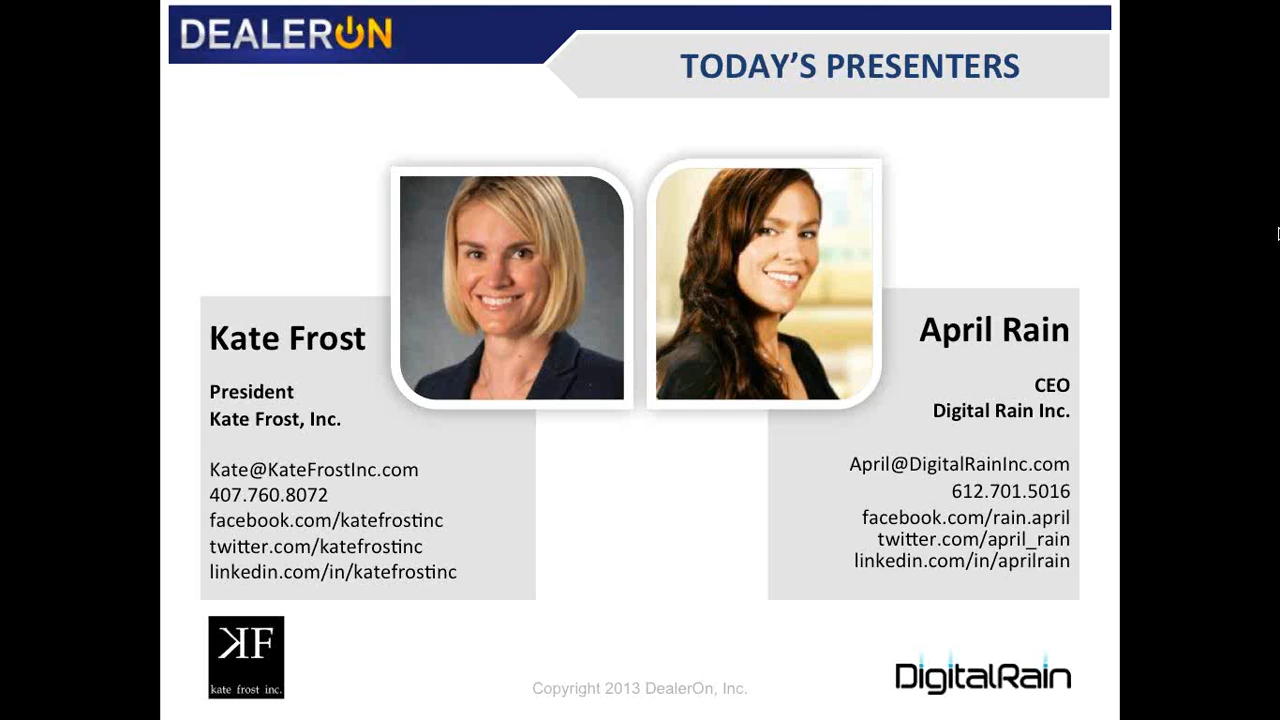 DEALERON
TODAY'S PRESENTERS
Kate Frost
President
Kate Frost, Inc.
Kate@KateFrostInc.com
407.760.8072
facebook.com/katefrostinc
twitter.com/katefrostinc
linkedin.com/in/katefrostinc
April Rain
CEO
Digital Rain Inc.
April@DigitalRainInc.com
612.701.5016
facebook.com/rain.april
twitter.com/april_rain
linkedin.com/in/aprilrain
KF
kate frost inc.
Copyright 2013 DealerOn, Inc.
DigitalRain